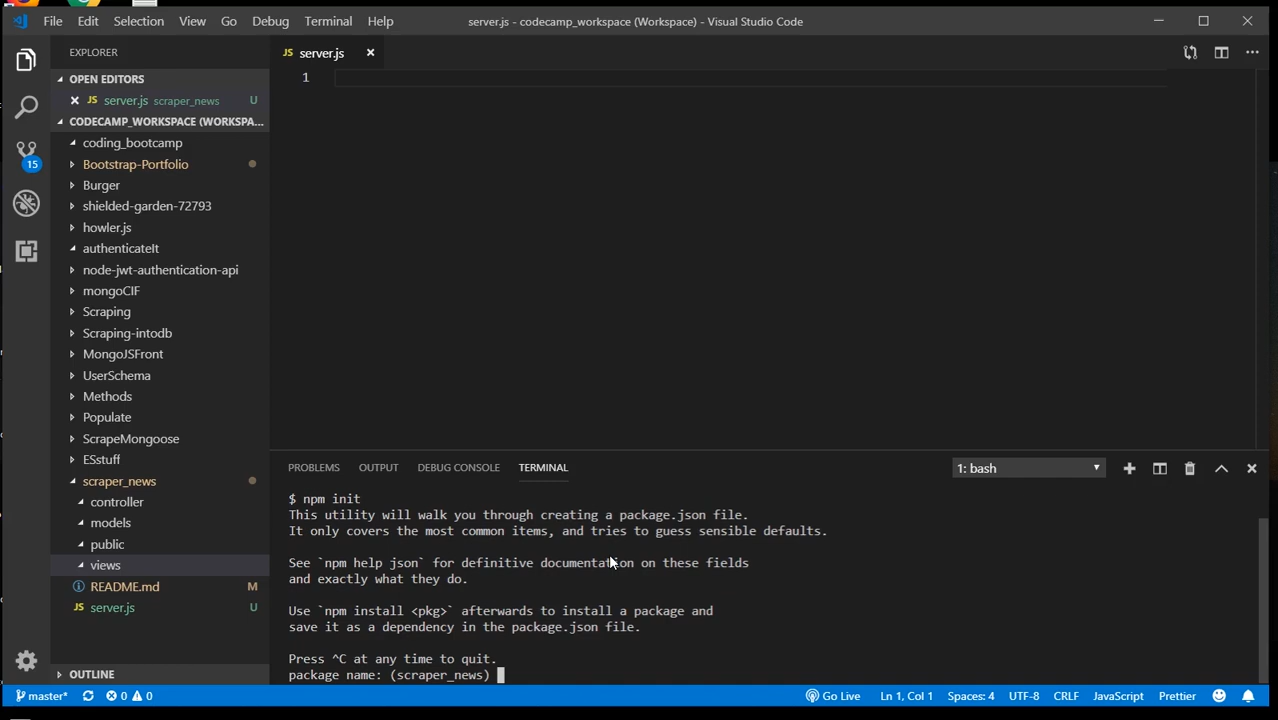 File Edit Selection View Go Debug Terminal Help server.js - codecamp_workspace (Workspace) - Visual Studio Code
EXPLORER
OPEN EDITORS
JS server.js scraper_news U
CODECAMP_WORKSPACE (WORKSPA...
coding_bootcamp
Bootstrap-Portfolio
Burger
shielded-garden-72793
howler.js
authenticateIt
node-jwt-authentication-api
mongoCIF
Scraping
Scraping-intodb
MongoJSFront
UserSchema
Methods
Populate
ScrapeMongoose
ESstuff
scraper_news
controller
models
public
views
README.md M
JS server.js U
OUTLINE
15
JS server.js
1
PROBLEMS OUTPUT DEBUG CONSOLE TERMINAL 1: bash
$ npm init
This utility will walk you through creating a package.json file.
It only covers the most common items, and tries to guess sensible defaults.
See `npm help json` for definitive documentation on these fields
and exactly what they do.
Use `npm install <pkg>` afterwards to install a package and
save it as a dependency in the package.json file.
Press ^C at any time to quit.
package name: (scraper_news)
master* 0 0 Go Live Ln 1, Col 1 Spaces: 4 UTF-8 CRLF JavaScript Prettier